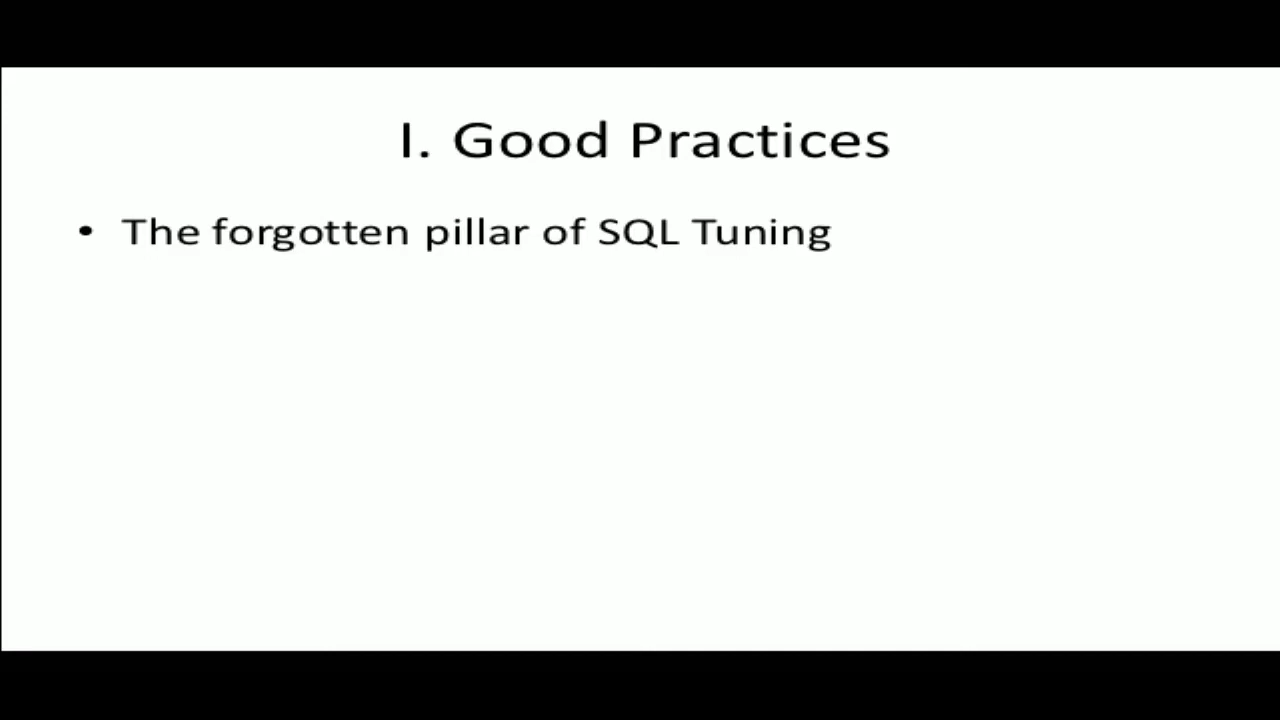 I. Good Practices
• The forgotten pillar of SQL Tuning